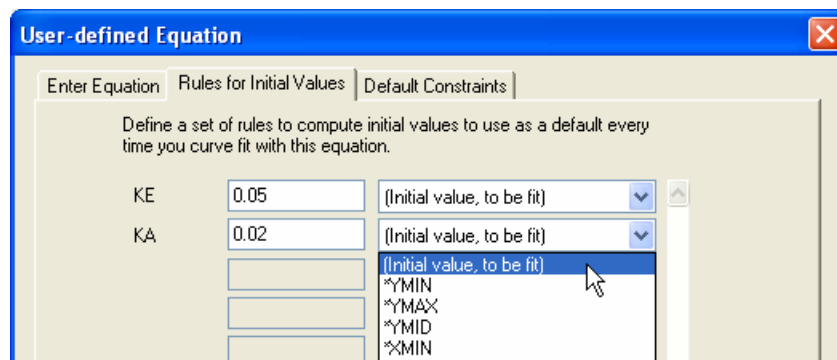 User-defined Equation
Enter Equation Rules for Initial Values Default Constraints
Define a set of rules to compute initial values to use as a default every
time you curve fit with this equation.
KE 0.05 (Initial value, to be fit)
KA 0.02 (Initial value, to be fit)
(Initial value, to be fit)
*YMIN
*YMAX
*YMID
*XMIN